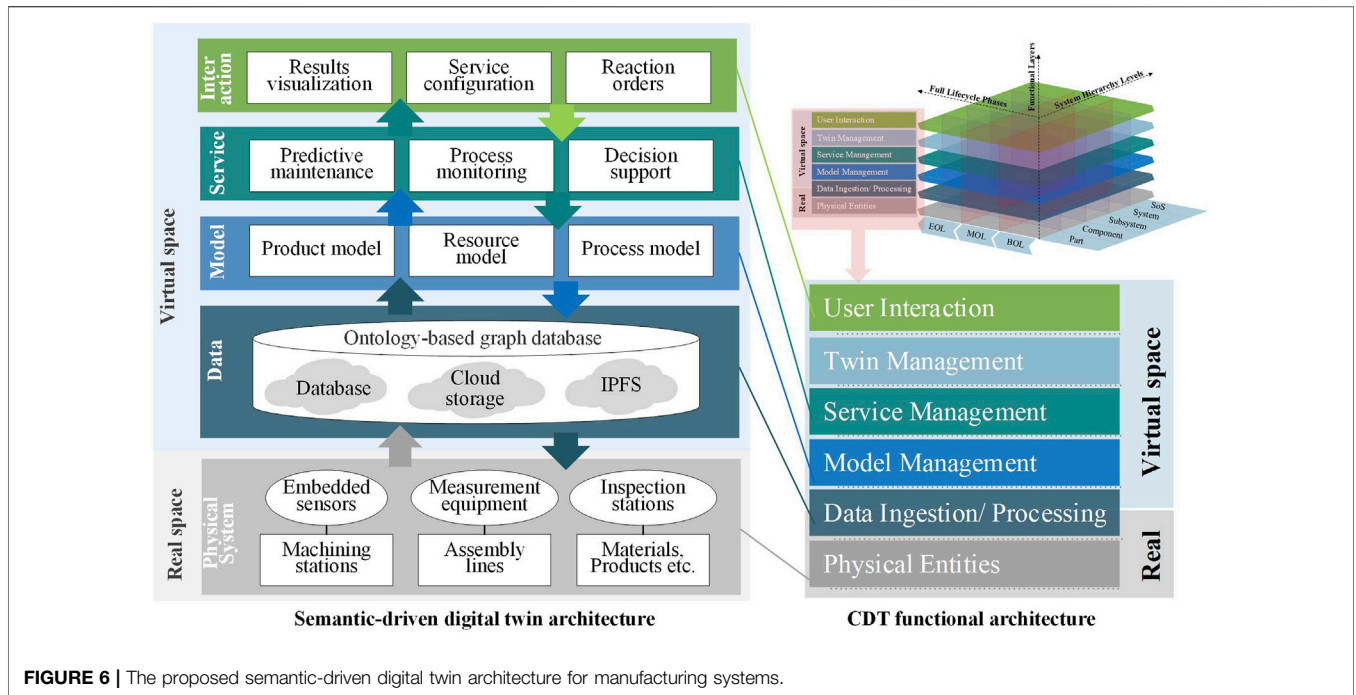 Virtual space
Real space
Inter
action
Results
visualization
Service
configuration
Reaction
orders
Service
Predictive
maintenance
Process
monitoring
Decision
support
Model
Product model
Resource
model
Process model
Data
Ontology-based graph database
Database
Cloud
storage
IPFS
Physical
System
Embedded
sensors
Measurement
equipment
Inspection
stations
Machining
stations
Assembly
lines
Materials,
Products etc.
Semantic-driven digital twin architecture
Full Lifecycle Phases
Functional Layers
System Hierarchy Levels
Virtual space
Real
User Interaction
Twin Management
Service Management
Model Management
Data Ingestion/ Processing
Physical Entities
EOL
MOL
BOL
SoS
System
Subsystem
Component
Part
User Interaction
Twin Management
Service Management
Model Management
Data Ingestion/ Processing
Physical Entities
Virtual space
Real
CDT functional architecture
FIGURE 6 | The proposed semantic-driven digital twin architecture for manufacturing systems.